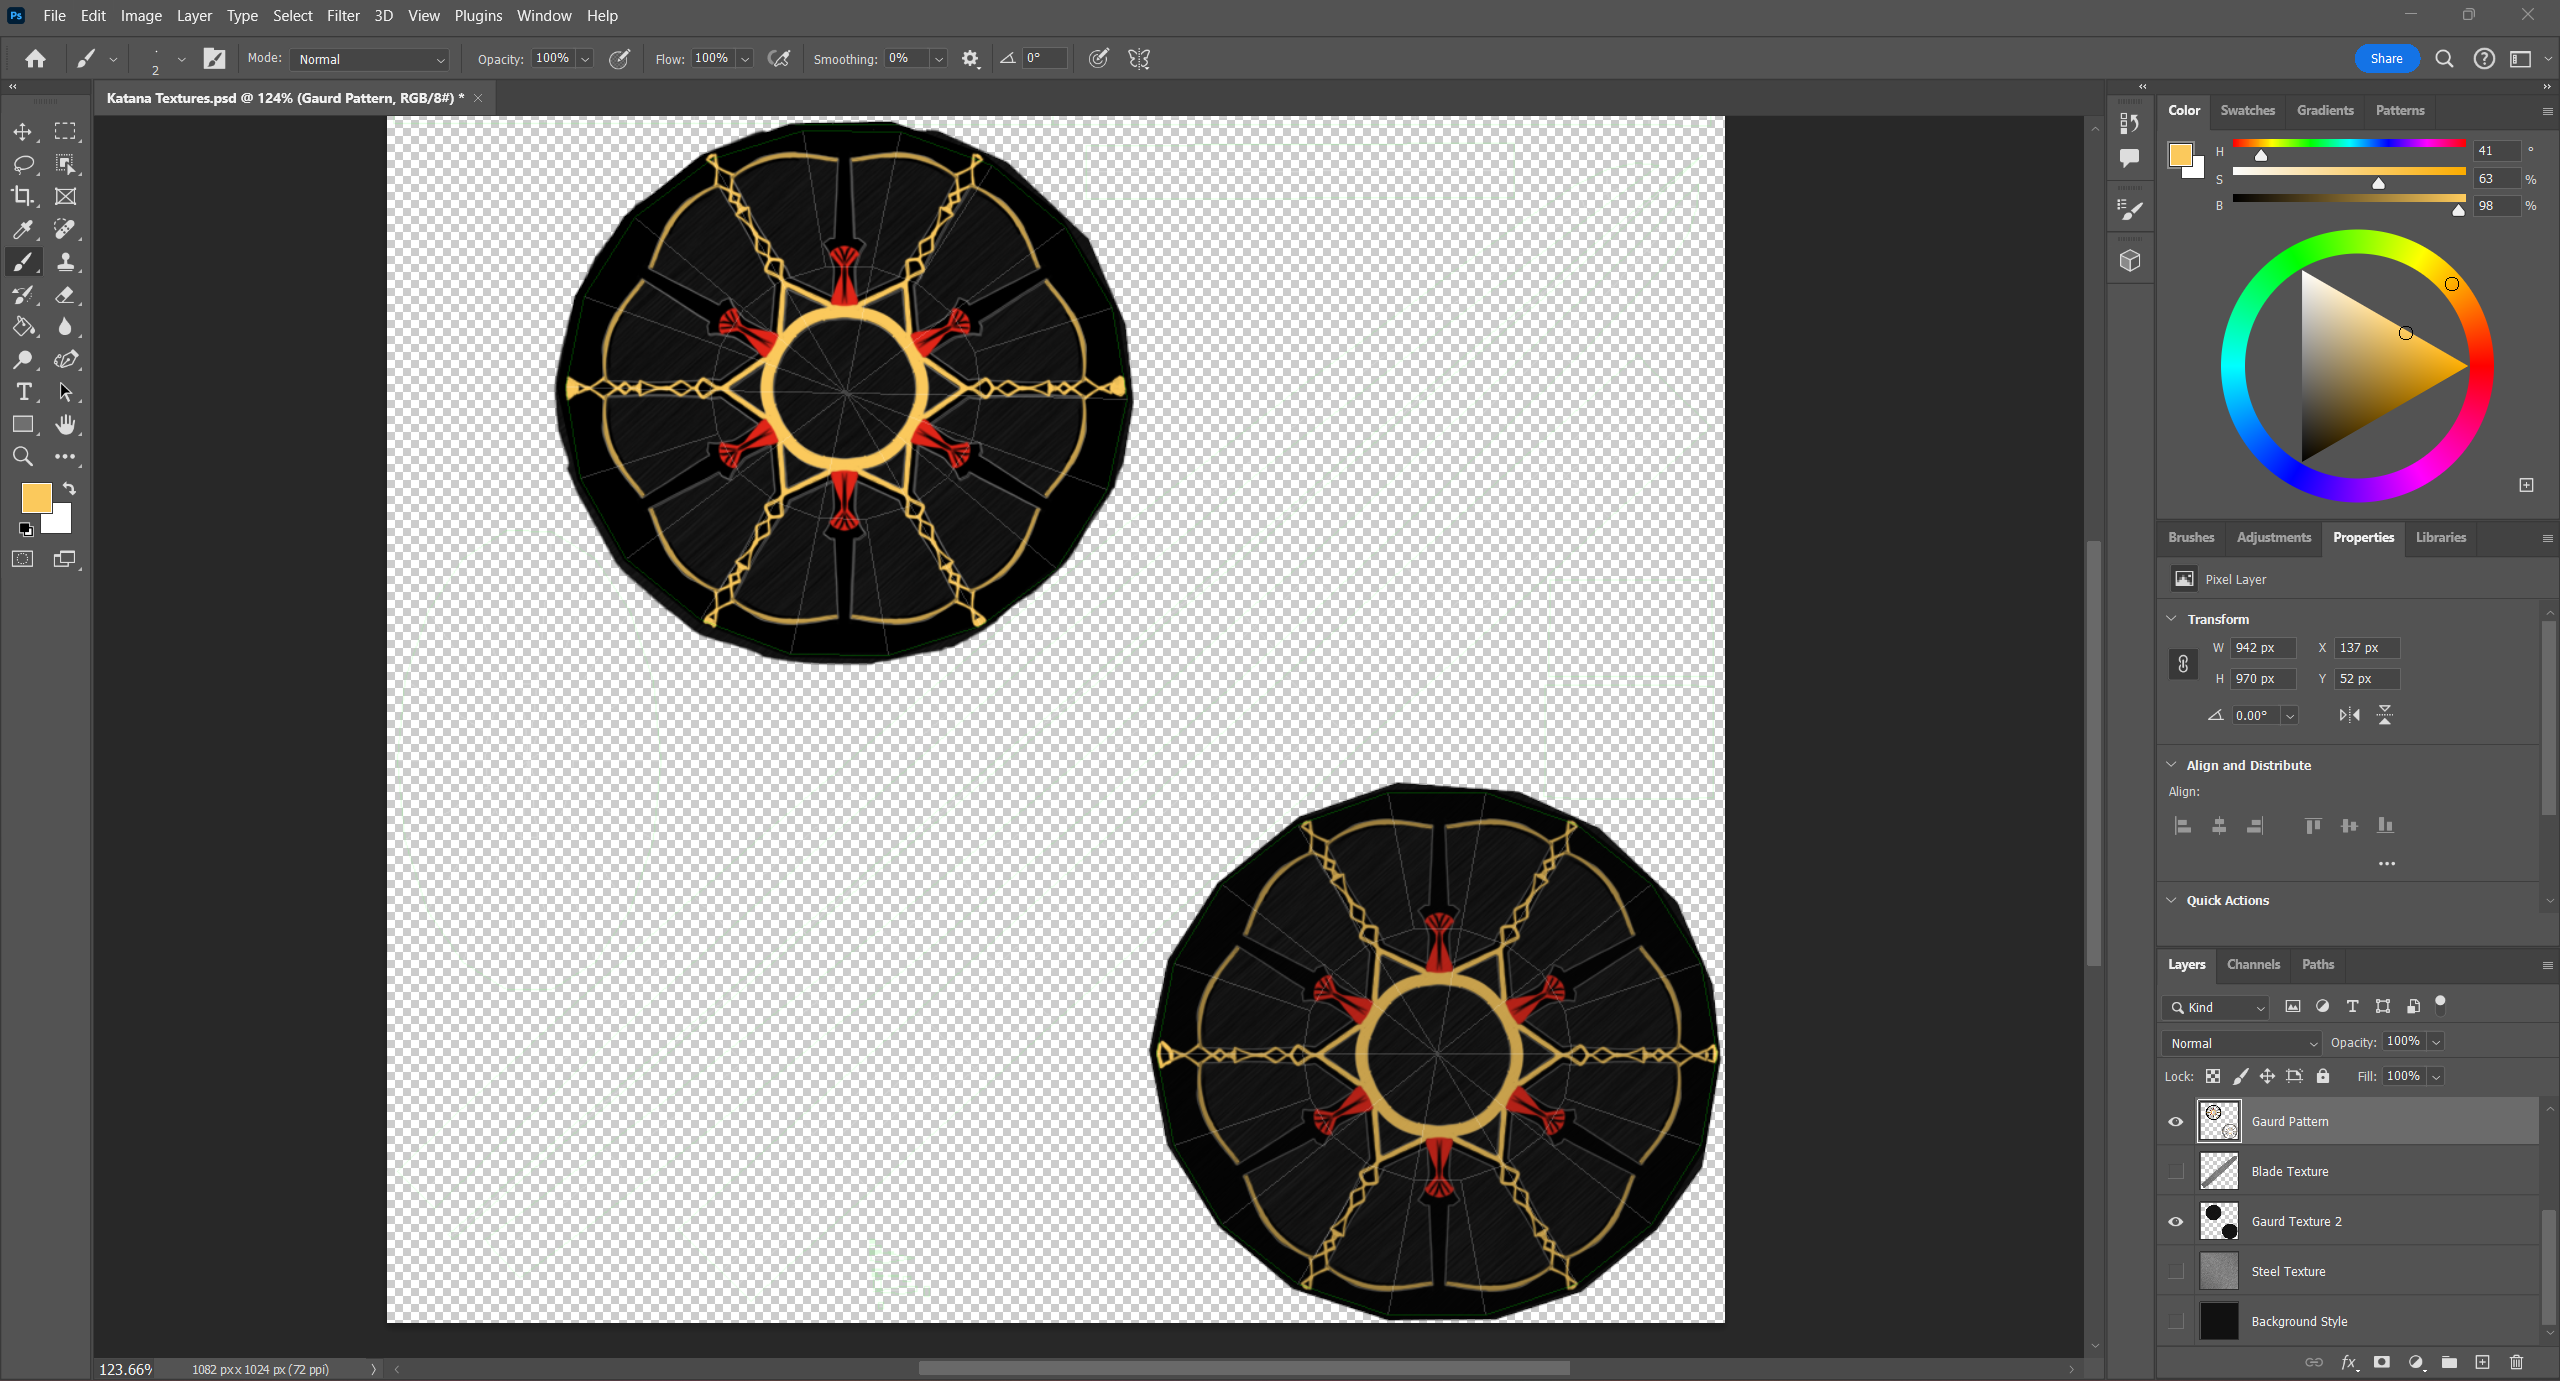 Ps File Edit Image Layer Type Select Filter 3D View Plugins Window Help
2 Mode: Normal Opacity: 100% Flow: 100% Smoothing: 0% 0° Share
Katana Textures.psd @ 124% (Gaurd Pattern, RGB/8#) *
Color Swatches Gradients Patterns
H 41 °
S 63 %
B 98 %
Brushes Adjustments Properties Libraries
Pixel Layer
Transform
W 942 px X 137 px
H 970 px Y 52 px
0.00°
Align and Distribute
Align:
Quick Actions
Layers Channels Paths
Kind
Normal Opacity: 100%
Lock: Fill: 100%
Gaurd Pattern
Blade Texture
Gaurd Texture 2
Steel Texture
Background Style
fx
123.66% 1082 px x 1024 px (72 ppi)